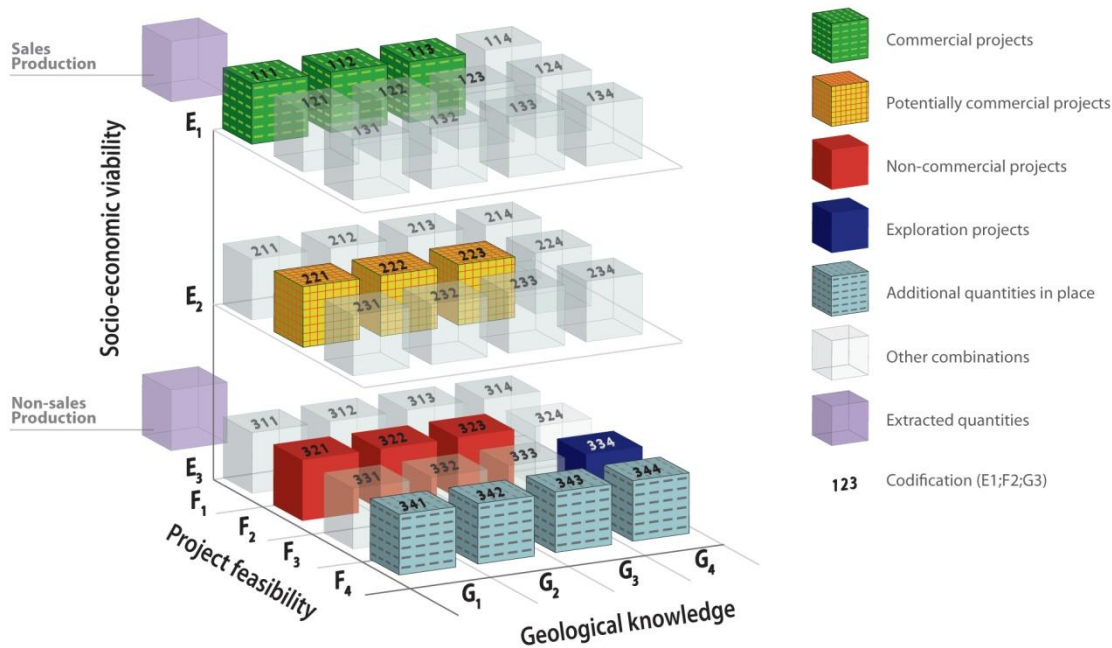 Sales
Production
Socio-economic viability
E1
111
112
113
114
121
122
123
124
131
132
133
134
E2
211
212
213
214
221
222
223
224
231
232
233
234
Non-sales
Production
E3
311
312
313
314
321
322
323
324
331
332
333
334
341
342
343
344
F1
F2
F3
F4
Project feasibility
G1
G2
G3
G4
Geological knowledge
Commercial projects
Potentially commercial projects
Non-commercial projects
Exploration projects
Additional quantities in place
Other combinations
Extracted quantities
123 Codification (E1;F2;G3)